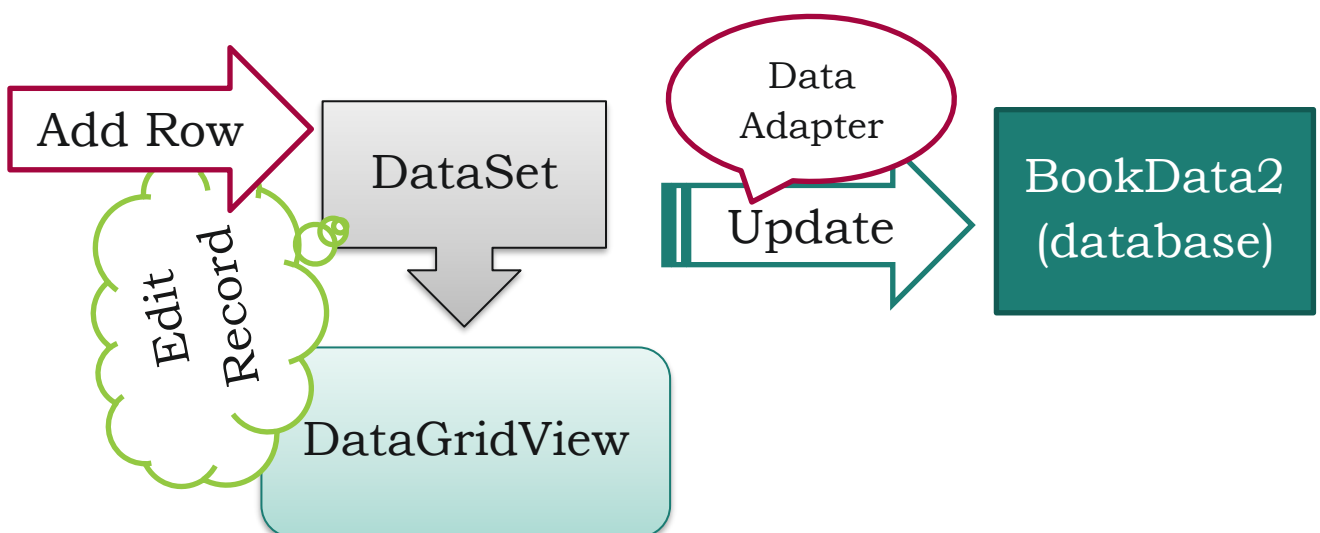 Add Row
DataSet
Data
Adapter
Update
BookData2
(database)
Edit
Record
DataGridView